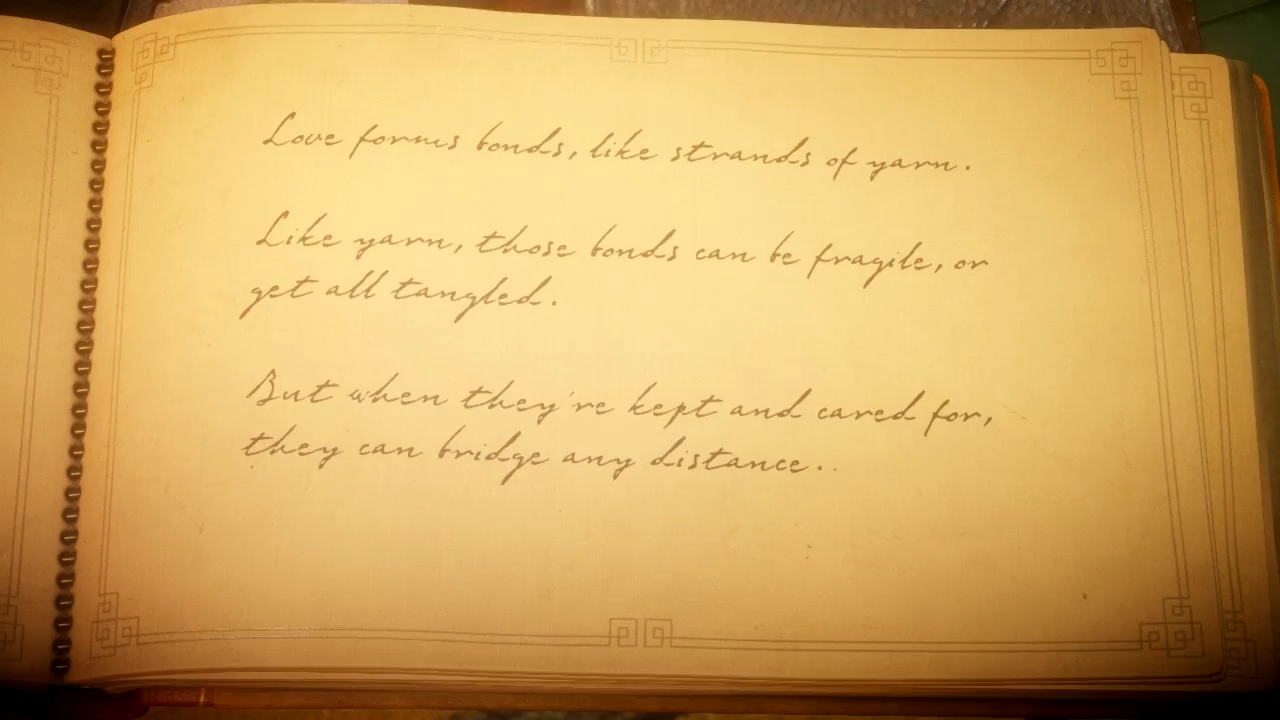 Love forms bonds, like strands of yarn.
Like yarn, those bonds can be fragile, or
get all tangled.
But when they're kept and cared for,
they can bridge any distance..